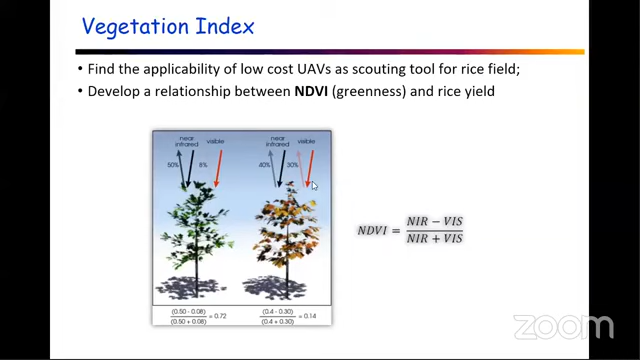 Vegetation Index
• Find the applicability of low cost UAVs as scouting tool for rice field;
• Develop a relationship between NDVI (greenness) and rice yield
near infrared visible near infrared visible
50% 8% 40% 30%
(0.50 - 0.08) / (0.50 + 0.08) = 0.72 (0.4 - 0.30) / (0.4 + 0.30) = 0.14
NDVI = NIR − VIS / NIR + VIS
zoom